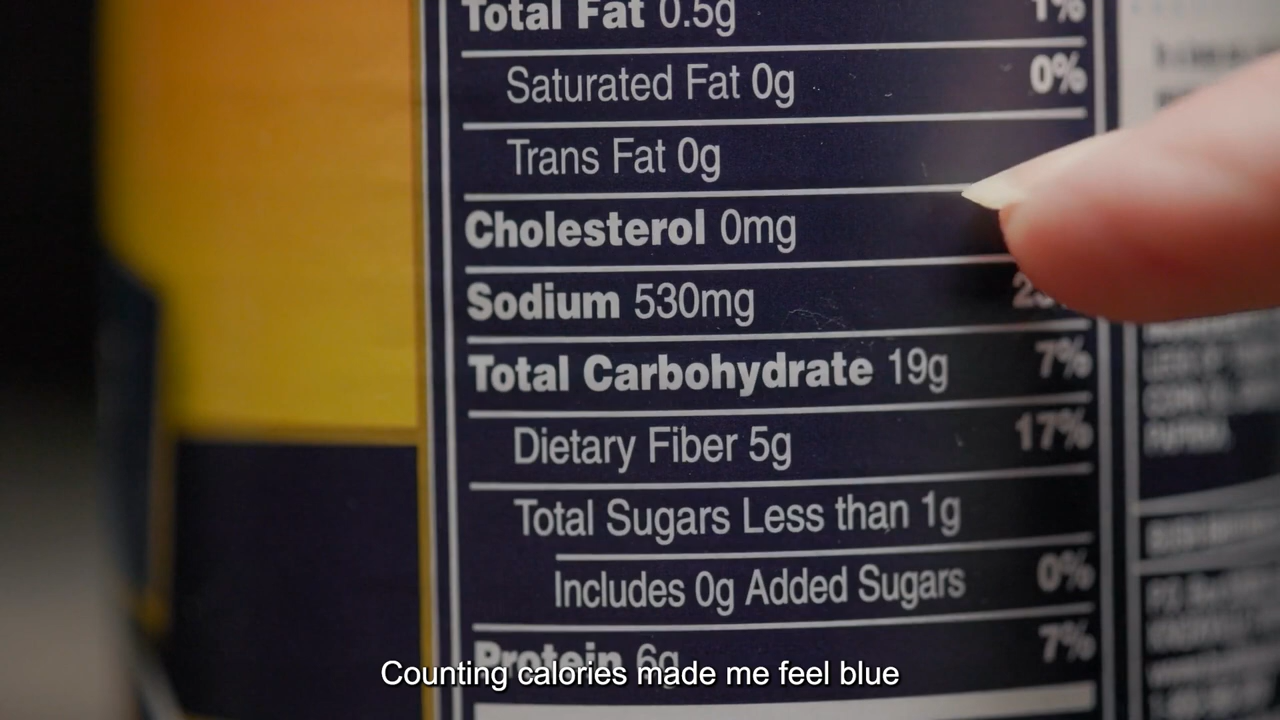 Total Fat 0.5g 1%
Saturated Fat 0g 0%
Trans Fat 0g
Cholesterol 0mg
Sodium 530mg
Total Carbohydrate 19g 7%
Dietary Fiber 5g 17%
Total Sugars Less than 1g
Includes 0g Added Sugars 0%
Protein 6g 7%
Counting calories made me feel blue